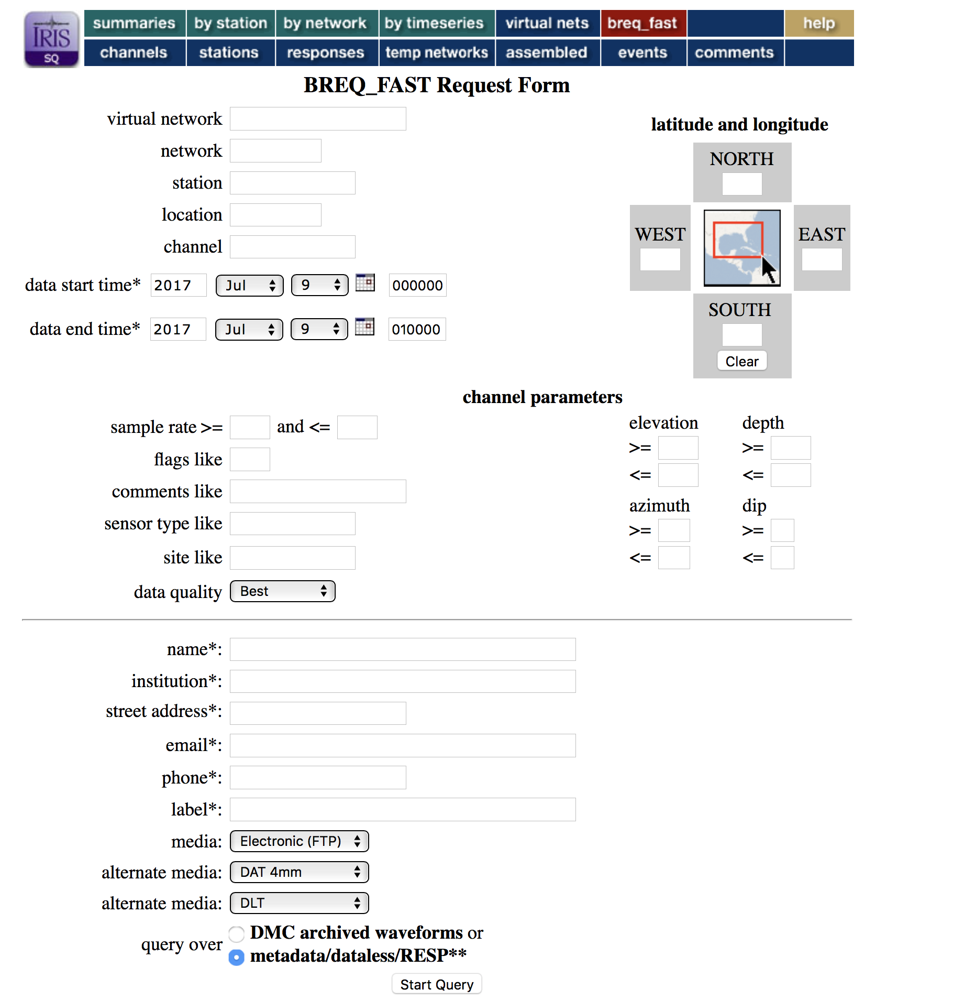 IRIS
SQ
summaries by station by network by timeseries virtual nets breq_fast help
channels stations responses temp networks assembled events comments
BREQ_FAST Request Form
virtual network
network
station
location
channel
data start time* 2017 Jul 9 000000
data end time* 2017 Jul 9 010000
latitude and longitude
NORTH
WEST
EAST
SOUTH
Clear
channel parameters
sample rate >= and <=
flags like
comments like
sensor type like
site like
data quality Best
elevation depth
>= >=
<= <=
azimuth dip
>= >=
<= <=
name*:
institution*:
street address*:
email*:
phone*:
label*:
media: Electronic (FTP)
alternate media: DAT 4mm
alternate media: DLT
query over
DMC archived waveforms or
metadata/dataless/RESP**
Start Query